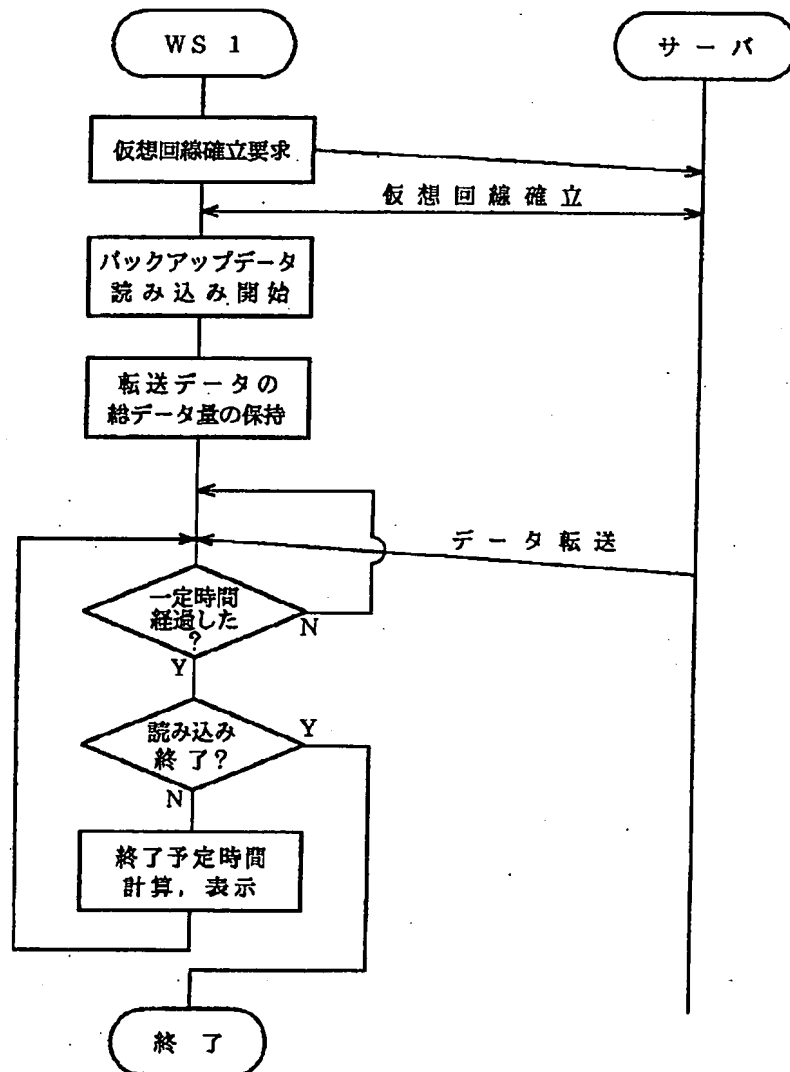 WS 1
サーバ
仮想回線確立要求
仮想回線確立
バックアップデータ
読み込み開始
転送データの
給データ量の保持
データ転送
一定時間
経過した
?
N
Y
読み込み
終了?
Y
N
終了予定時間
計算,表示
終了